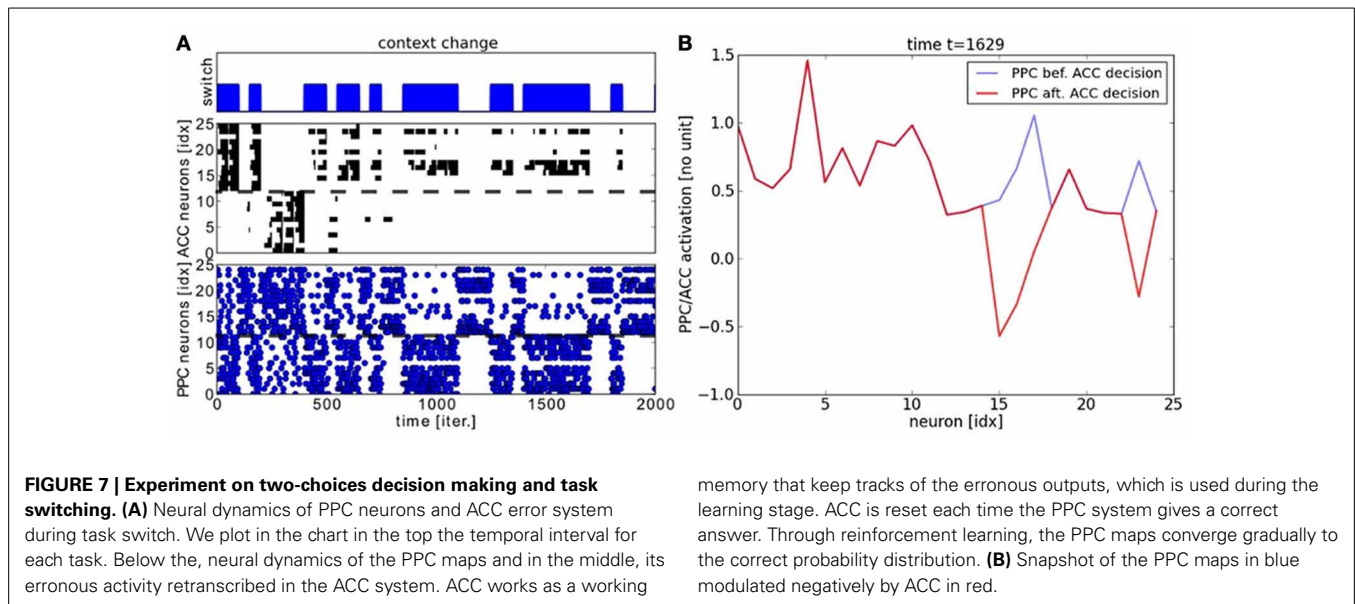 A
context change
switch
25
20
15
10
5
0
ACC neurons [idx]
25
20
15
10
5
0
PPC neurons [idx]
0 500 1000 1500 2000
time [iter.]
B
time t=1629
PPC bef. ACC decision
PPC aft. ACC decision
1.5
1.0
0.5
0.0
−0.5
−1.0
PPC/ACC activation [no unit]
0 5 10 15 20 25
neuron [idx]
FIGURE 7 | Experiment on two-choices decision making and task
switching. (A) Neural dynamics of PPC neurons and ACC error system
during task switch. We plot in the chart in the top the temporal interval for
each task. Below the, neural dynamics of the PPC maps and in the middle, its
erronous activity retranscribed in the ACC system. ACC works as a working
memory that keep tracks of the erronous outputs, which is used during the
learning stage. ACC is reset each time the PPC system gives a correct
answer. Through reinforcement learning, the PPC maps converge gradually to
the correct probability distribution. (B) Snapshot of the PPC maps in blue
modulated negatively by ACC in red.